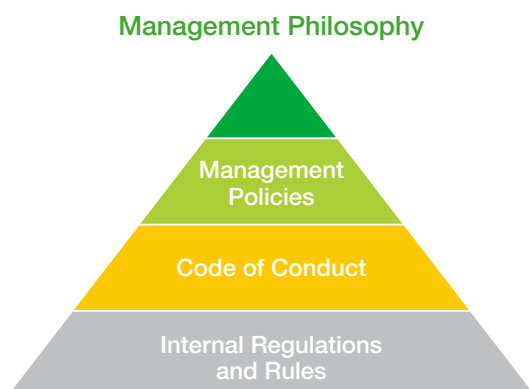 Management Philosophy
Management
Policies
Code of Conduct
Internal Regulations
and Rules